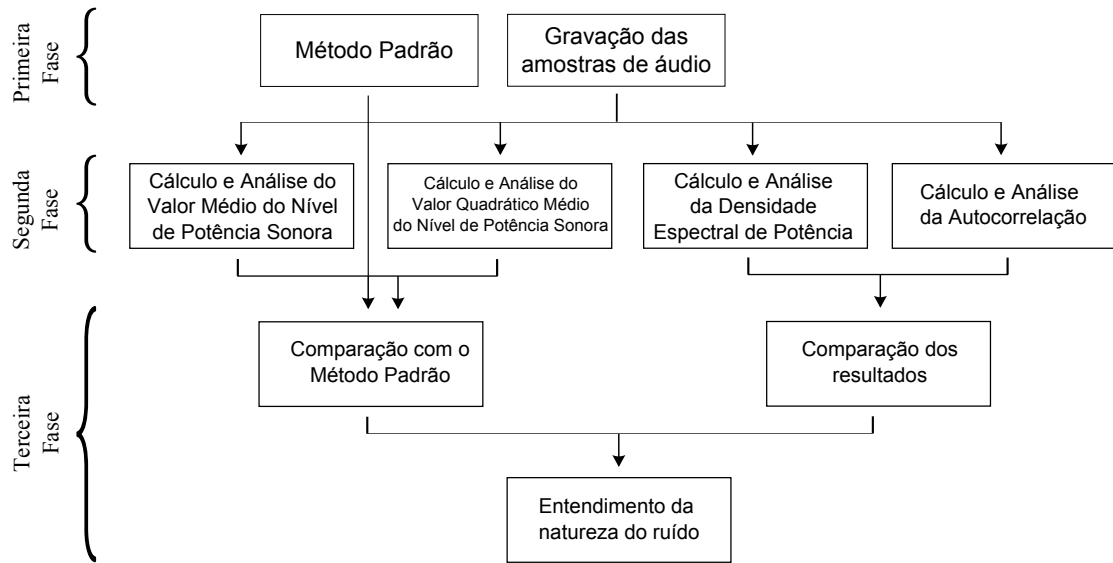 Primeira
Fase
Método Padrão
Gravação das
amostras de áudio
Segunda
Fase
Cálculo e Análise do
Valor Médio do Nível
de Potência Sonora
Cálculo e Análise do
Valor Quadrático Médio
do Nível de Potência Sonora
Cálculo e Análise
da Densidade
Espectral de Potência
Cálculo e Análise
da Autocorrelação
Terceira
Fase
Comparação com o
Método Padrão
Comparação dos
resultados
Entendimento da
natureza do ruído